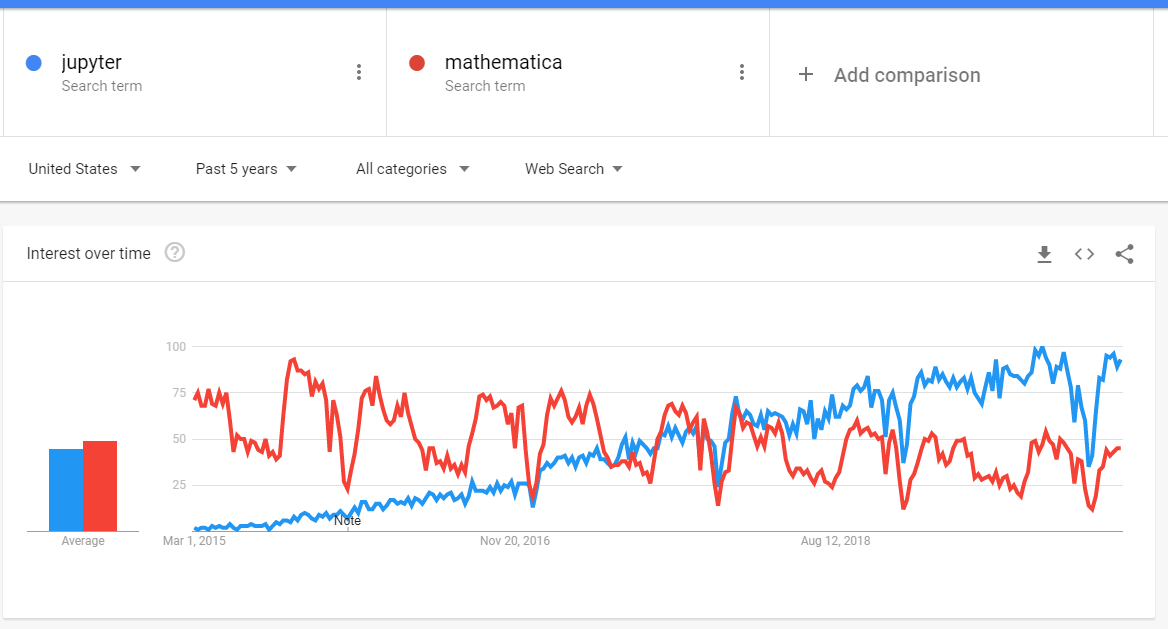 jupyter
Search term
mathematica
Search term
+ Add comparison
United States
Past 5 years
All categories
Web Search
Interest over time ?
100
75
50
25
Note
Average
Mar 1, 2015
Nov 20, 2016
Aug 12, 2018